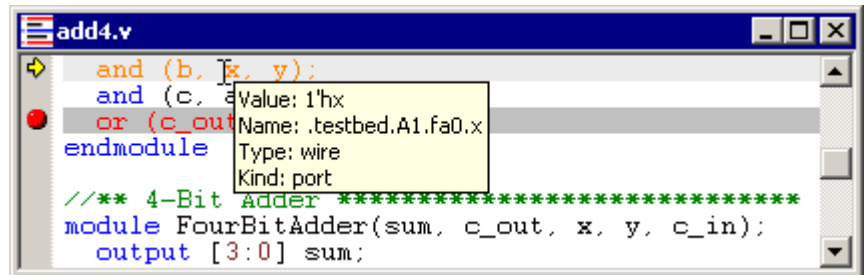 add4.v
and (b, x, y);
and (c, a
or (c_out
endmodule
Value: 1'hx
Name: .testbed.A1.fa0.x
Type: wire
Kind: port
//** 4-Bit Adder ******************************
module FourBitAdder(sum, c_out, x, y, c_in);
output [3:0] sum;